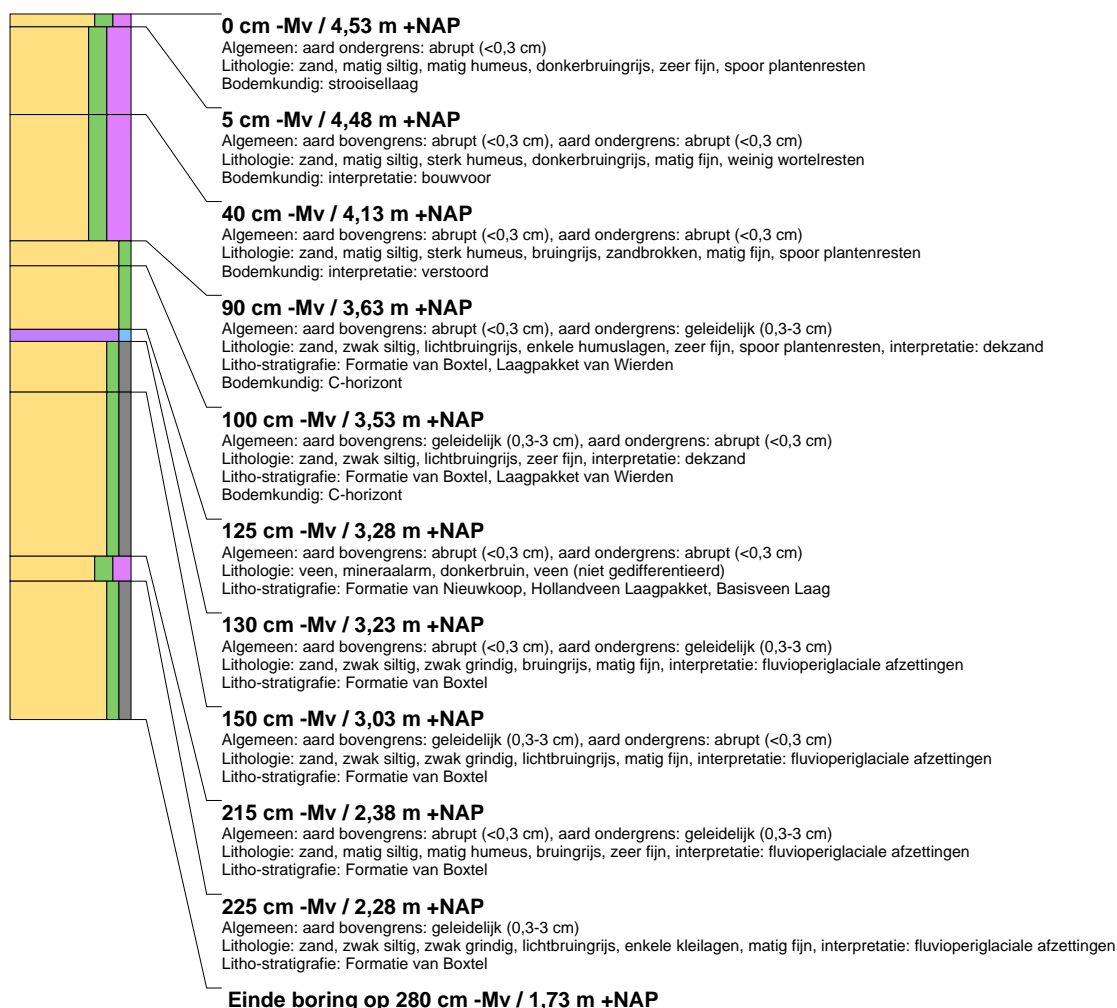 0 cm -Mv / 4,53 m +NAP
Algemeen: aard ondergrens: abrupt (<0,3 cm)
Lithologie: zand, matig siltig, matig humeus, donkerbruingrijs, zeer fijn, spoor plantenresten
Bodemkundig: strooisellaag
5 cm -Mv / 4,48 m +NAP
Algemeen: aard bovengrens: abrupt (<0,3 cm), aard ondergrens: abrupt (<0,3 cm)
Lithologie: zand, matig siltig, sterk humeus, donkerbruingrijs, matig fijn, weinig wortelresten
Bodemkundig: interpretatie: bouwvoor
40 cm -Mv / 4,13 m +NAP
Algemeen: aard bovengrens: abrupt (<0,3 cm), aard ondergrens: abrupt (<0,3 cm)
Lithologie: zand, matig siltig, sterk humeus, bruingrijs, zandbrokken, matig fijn, spoor plantenresten
Bodemkundig: interpretatie: verstoord
90 cm -Mv / 3,63 m +NAP
Algemeen: aard bovengrens: abrupt (<0,3 cm), aard ondergrens: geleidelijk (0,3-3 cm)
Lithologie: zand, zwak siltig, lichtbruingrijs, enkele humuslagen, zeer fijn, spoor plantenresten, interpretatie: dekzand
Litho-stratigrafie: Formatie van Boxtel, Laagpakket van Wierden
Bodemkundig: C-horizont
100 cm -Mv / 3,53 m +NAP
Algemeen: aard bovengrens: geleidelijk (0,3-3 cm), aard ondergrens: abrupt (<0,3 cm)
Lithologie: zand, zwak siltig, lichtbruingrijs, zeer fijn, interpretatie: dekzand
Litho-stratigrafie: Formatie van Boxtel, Laagpakket van Wierden
Bodemkundig: C-horizont
125 cm -Mv / 3,28 m +NAP
Algemeen: aard bovengrens: abrupt (<0,3 cm), aard ondergrens: abrupt (<0,3 cm)
Lithologie: veen, mineraalarm, donkerbruin, veen (niet gedifferentieerd)
Litho-stratigrafie: Formatie van Nieuwkoop, Hollandveen Laagpakket, Basisveen Laag
130 cm -Mv / 3,23 m +NAP
Algemeen: aard bovengrens: abrupt (<0,3 cm), aard ondergrens: geleidelijk (0,3-3 cm)
Lithologie: zand, zwak siltig, zwak grindig, bruingrijs, matig fijn, interpretatie: fluvioperiglaciale afzettingen
Litho-stratigrafie: Formatie van Boxtel
150 cm -Mv / 3,03 m +NAP
Algemeen: aard bovengrens: geleidelijk (0,3-3 cm), aard ondergrens: abrupt (<0,3 cm)
Lithologie: zand, zwak siltig, zwak grindig, lichtbruingrijs, matig fijn, interpretatie: fluvioperiglaciale afzettingen
Litho-stratigrafie: Formatie van Boxtel
215 cm -Mv / 2,38 m +NAP
Algemeen: aard bovengrens: abrupt (<0,3 cm), aard ondergrens: geleidelijk (0,3-3 cm)
Lithologie: zand, matig siltig, matig humeus, bruingrijs, zeer fijn, interpretatie: fluvioperiglaciale afzettingen
Litho-stratigrafie: Formatie van Boxtel
225 cm -Mv / 2,28 m +NAP
Algemeen: aard bovengrens: geleidelijk (0,3-3 cm)
Lithologie: zand, zwak siltig, zwak grindig, lichtbruingrijs, enkele kleilagen, matig fijn, interpretatie: fluvioperiglaciale afzettingen
Litho-stratigrafie: Formatie van Boxtel
Einde boring op 280 cm -Mv / 1,73 m +NAP